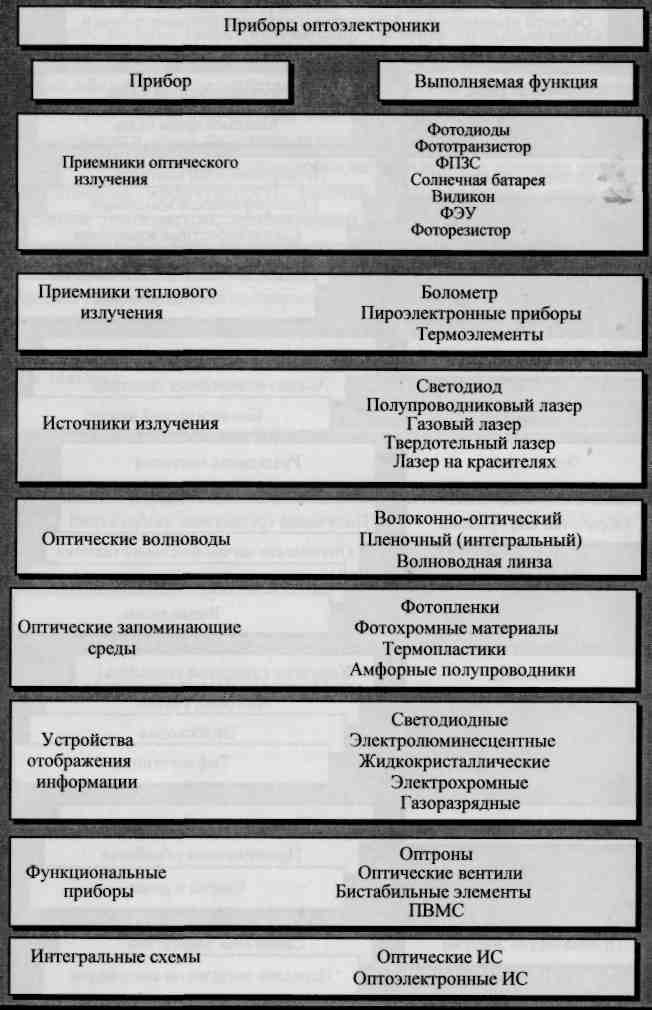 Приборы оптоэлектроники
Прибор
Выполняемая функция
Приемники оптического
излучения
Фотодиоды
Фототранзистор
ФПЗС
Солнечная батарея
Видикон
ФЭУ
Фоторезистор
Приемники теплового
излучения
Болометр
Пироэлектронные приборы
Термоэлементы
Источники излучения
Светодиод
Полупроводниковый лазер
Газовый лазер
Твердотельный лазер
Лазер на красителях
Оптические волноводы
Волоконно-оптический
Пленочный (интегральный)
Волноводная линза
Оптические запоминающие
среды
Фотопленки
Фотохромные материалы
Термопластики
Амфорные полупроводники
Устройства
отображения
информации
Светодиодные
Электролюминесцентные
Жидкокристаллические
Электрохромные
Газоразрядные
Функциональные
приборы
Оптроны
Оптические вентили
Бистабильные элементы
ПВМС
Интегральные схемы
Оптические ИС
Оптоэлектронные ИС